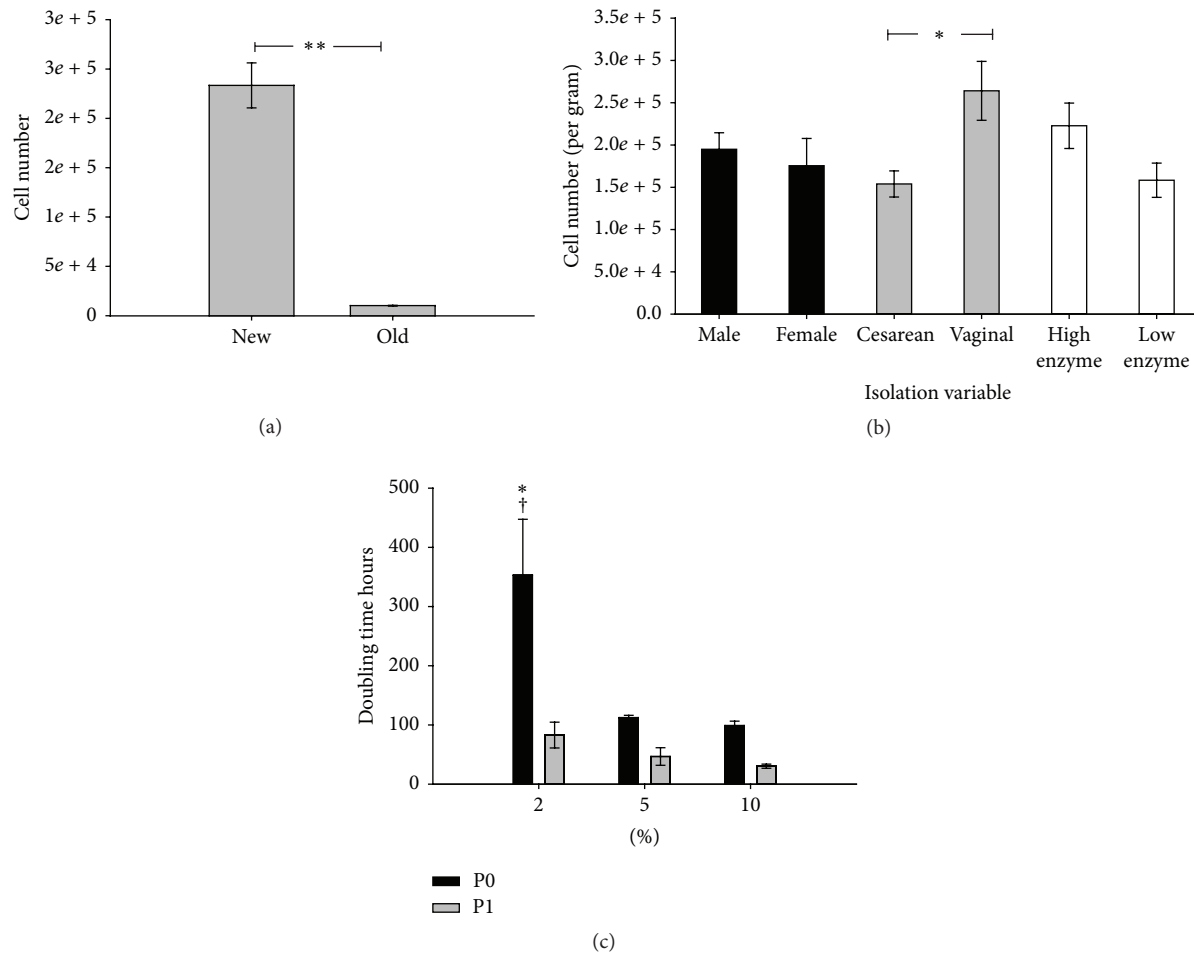 3e + 5
3e + 5
2e + 5
2e + 5
1e + 5
5e + 4
0
Cell number
**
New Old
(a)
3.5e + 5
3.0e + 5
2.5e + 5
2.0e + 5
1.5e + 5
1.0e + 5
5.0e + 4
0.0
Cell number (per gram)
*
Male Female Cesarean Vaginal High enzyme Low enzyme
Isolation variable
(b)
500
400
300
200
100
0
Doubling time hours
*
†
2 5 10
(%)
P0
P1
(c)